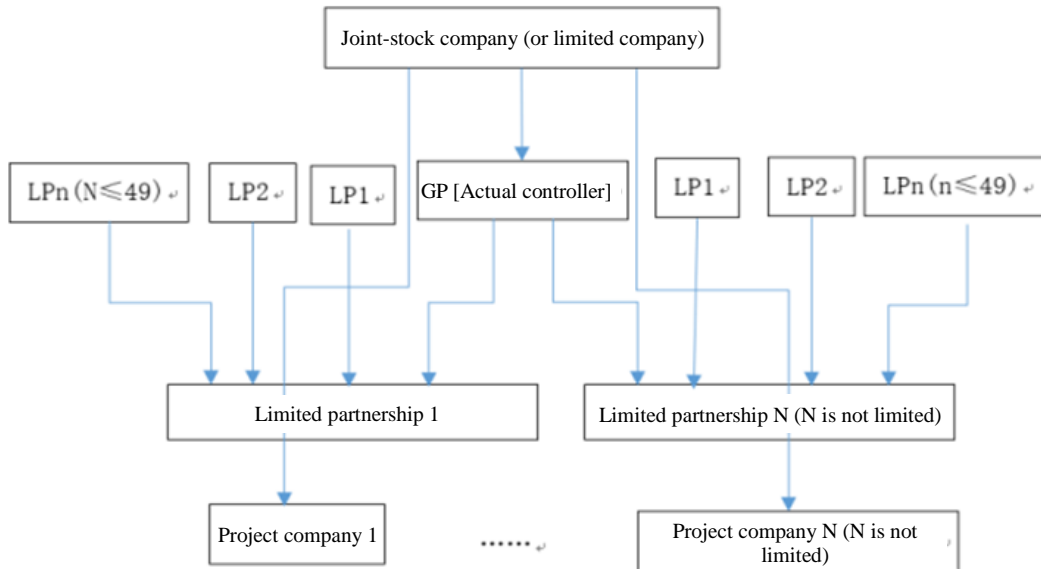 Joint-stock company (or limited company)
LPn(N≤49)
LP2
LP1
GP [Actual controller]
LP1
LP2
LPn(n≤49)
Limited partnership 1
Limited partnership N (N is not limited)
Project company 1
……
Project company N (N is not
limited)